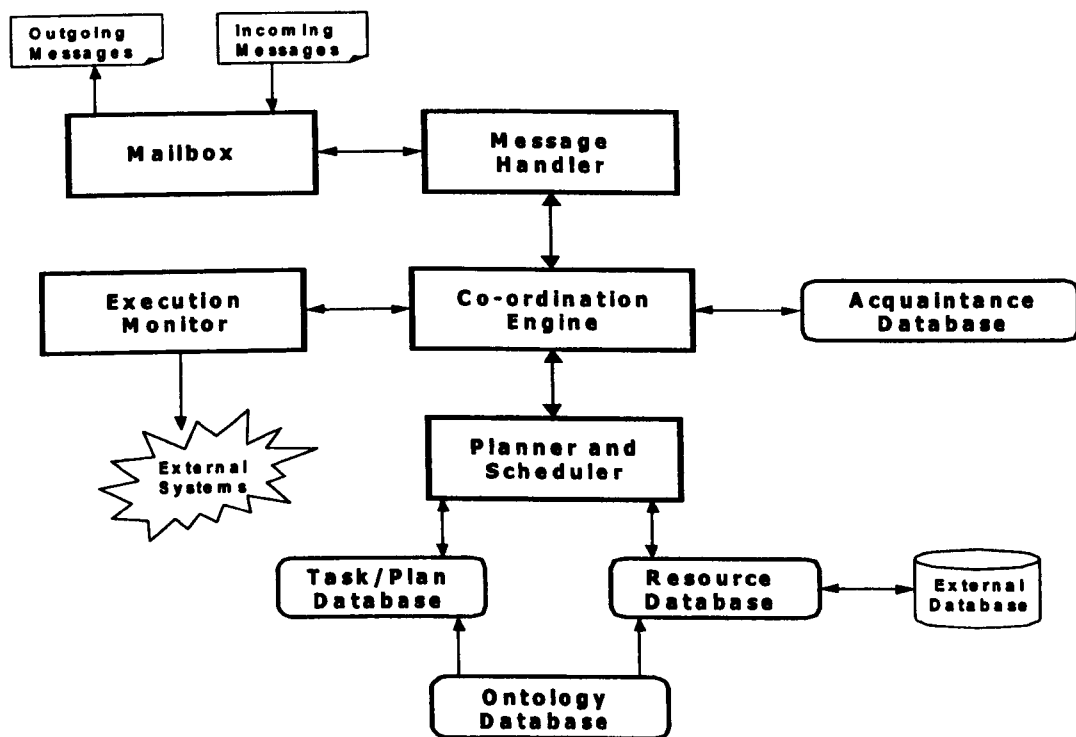 Outgoing
Messages
Incoming
Messages
Mailbox
Message
Handler
Execution
Monitor
Co-ordination
Engine
Acquaintance
Database
External
Systems
Planner and
Scheduler
Task/Plan
Database
Resource
Database
External
Database
Ontology
Database